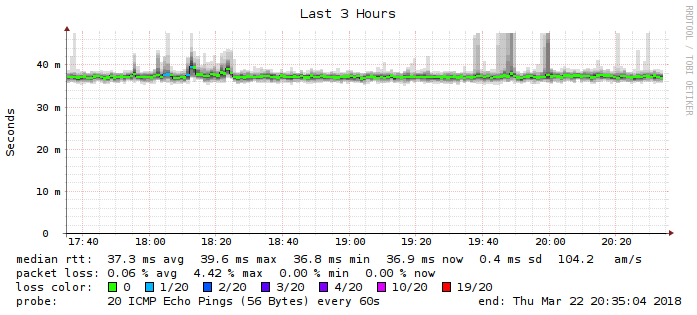 Last 3 Hours
RRDTOOL / TOBI OETIKER
Seconds
40 m
30 m
20 m
10 m
0
17:40 18:00 18:20 18:40 19:00 19:20 19:40 20:00 20:20
median rtt: 37.3 ms avg 39.6 ms max 36.8 ms min 36.9 ms now 0.4 ms sd 104.2 am/s
packet loss: 0.06 % avg 4.42 % max 0.00 % min 0.00 % now
loss color: 0 1/20 2/20 3/20 4/20 10/20 19/20
probe: 20 ICMP Echo Pings (56 Bytes) every 60s end: Thu Mar 22 20:35:04 2018